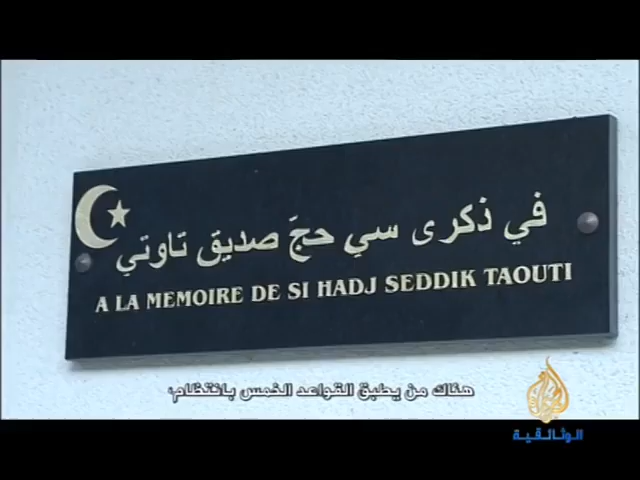 في ذكرى سي حجّ صديق تاوتي
A LA MEMOIRE DE SI HADJ SEDDIK TAOUTI
هناك من يطبق القواعد الخمس بانتظام،
الجزيرة
الوثائقية